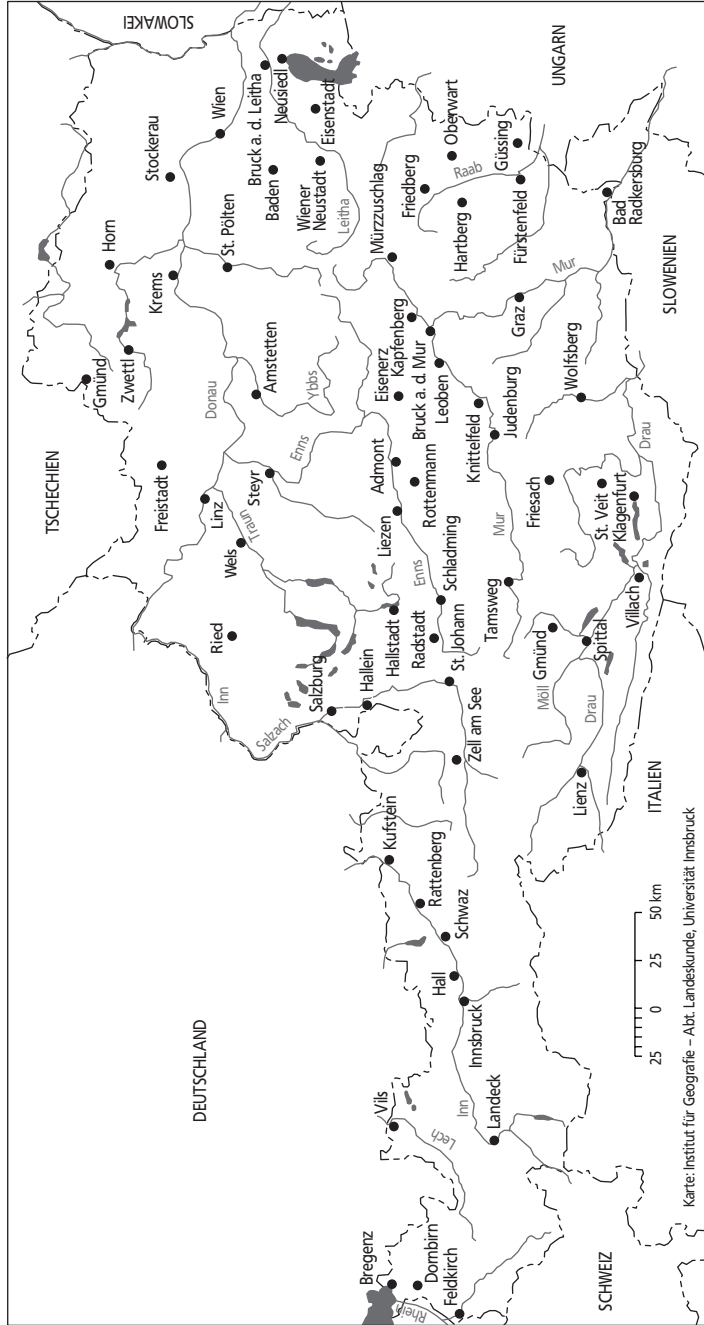 DEUTSCHLAND
TSCHECHIEN
SLOWAKEI
UNGARN
SLOWENIEN
ITALIEN
SCHWEIZ
Gmünd
Zwettl
Horn
Krems
Stockerau
Wien
Freistadt
Donau
Linz
Wels
Traun
Steyr
Enns
Amstetten
Ybbs
St. Pölten
Bruck a. d. Leitha
Neusiedl
Eisenstadt
Baden
Wiener
Neustadt
Leitha
Ried
Inn
Salzach
Salzburg
Hallein
Hallstadt
Radstadt
St. Johann
Zell am See
Liezen
Enns
Schladming
Admont
Rottenmann
Eisenerz
Kapfenberg
Bruck a. d. Mur
Leoben
Mürzzuschlag
Friedberg
Hartberg
Oberwart
Raab
Güssing
Fürstenfeld
Knittelfeld
Judenburg
Mur
Tamsweg
Graz
Mur
Bad
Radkersburg
Wolfsberg
Friesach
St. Veit
Klagenfurt
Drau
Villach
Gmünd
Spittal
Möll
Drau
Lienz
Kufstein
Rattenberg
Schwaz
Hall
Innsbruck
Inn
Landeck
Vils
Lech
Bregenz
Dornbirn
Feldkirch
Rhein
25 0 25 50 km
Karte: Institut für Geografie – Abt. Landeskunde, Universität Innsbruck